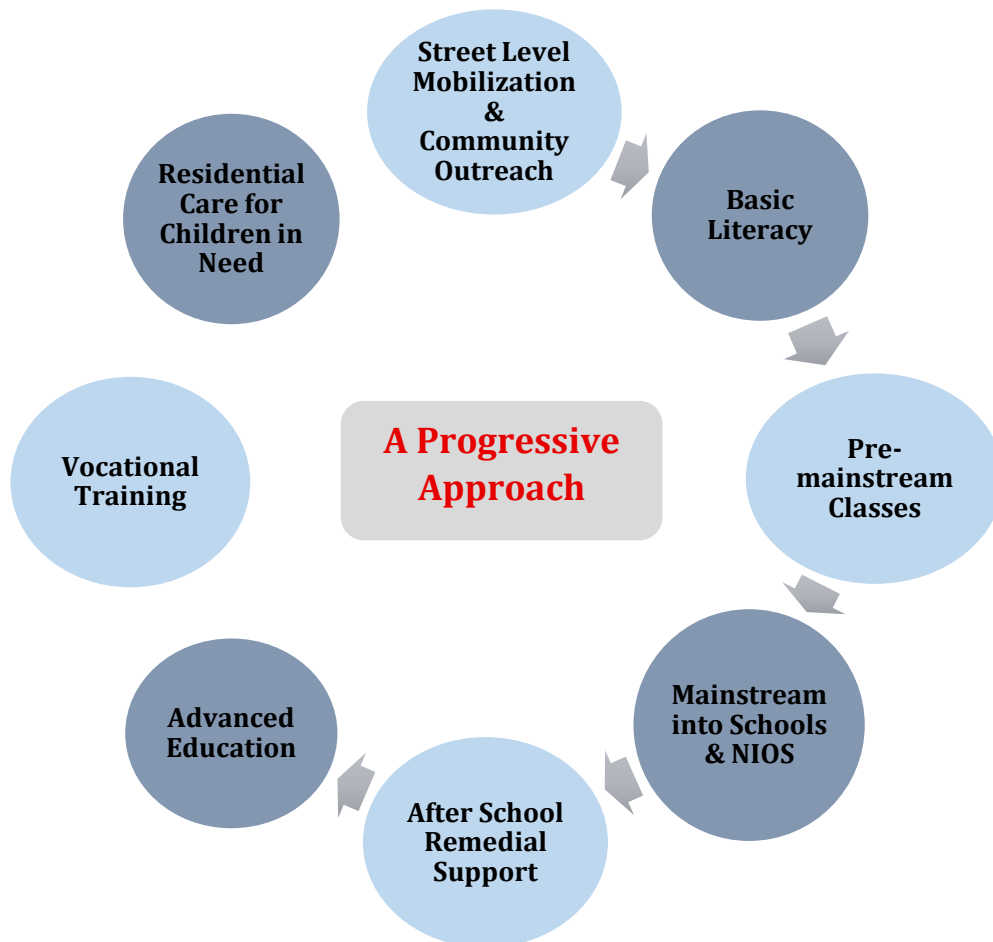 Street Level
Mobilization
&
Community
Outreach
Basic
Literacy
Pre-
mainstream
Classes
Mainstream
into Schools
& NIOS
After School
Remedial
Support
Advanced
Education
Vocational
Training
Residential
Care for
Children in
Need
A Progressive
Approach